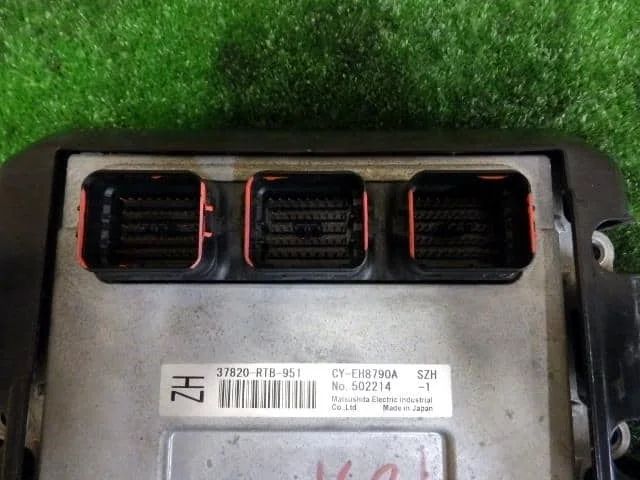 ZH
37820-RTB-951 CY-EH8790A SZH
No. 502214 -1
Matsushita Electric Industrial
Co.,Ltd Made in Japan